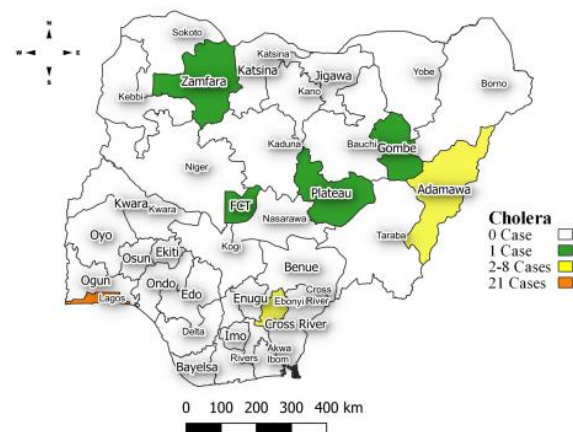 N
W E
S
Sokoto
Katsina
Zamfara
Katsina
Jigawa
Yobe
Borno
Kebbi
Kano
Kaduna
Bauchi
Gombe
Niger
Adamawa
Plateau
FCT
Kwara
Kwara
Nasarawa
Taraba
Oyo
Kogi
Ekiti
Osun
Benue
Ogun
Ondo
Edo
Lagos
Enugu
Ebonyi
Cross
River
Cross River
Delta
Imo
Akwa
Ibom
Rivers
Bayelsa
Cholera
0 Case
1 Case
2-8 Cases
21 Cases
0 100 200 300 400 km